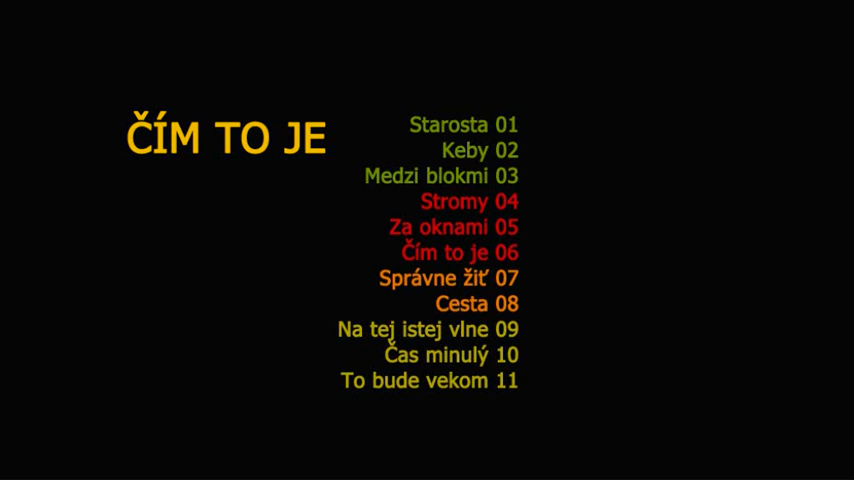 ČÍM TO JE
Starosta 01
Keby 02
Medzi blokmi 03
Stromy 04
Za oknami 05
Čím to je 06
Správne žiť 07
Cesta 08
Na tej istej vlne 09
Čas minulý 10
To bude vekom 11